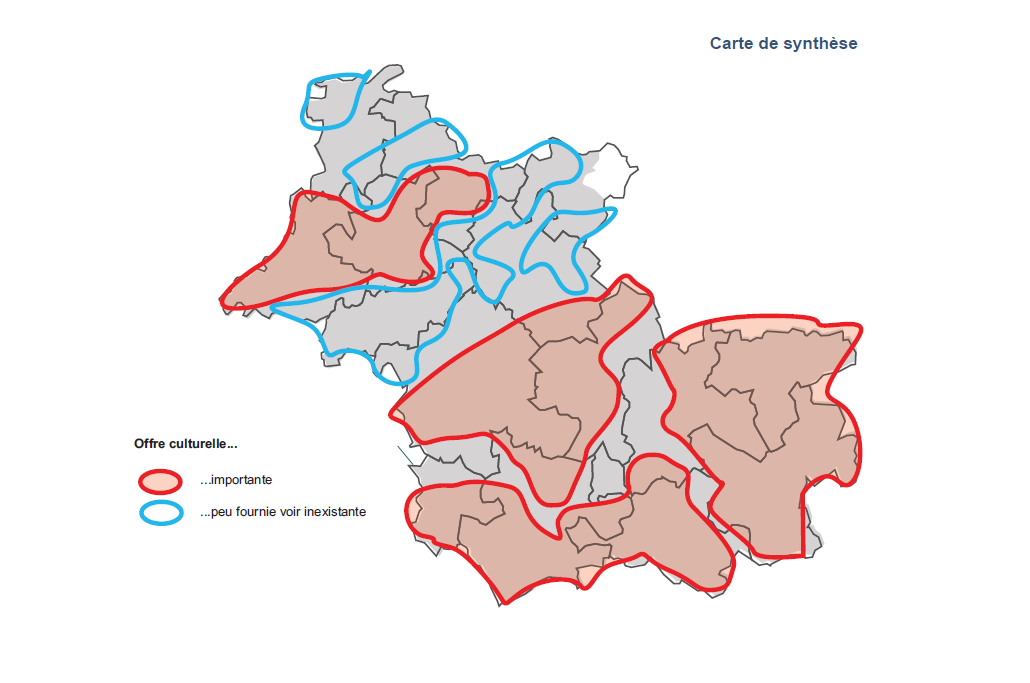 Carte de synthèse
Offre culturelle...
...importante
...peu fournie voir inexistante